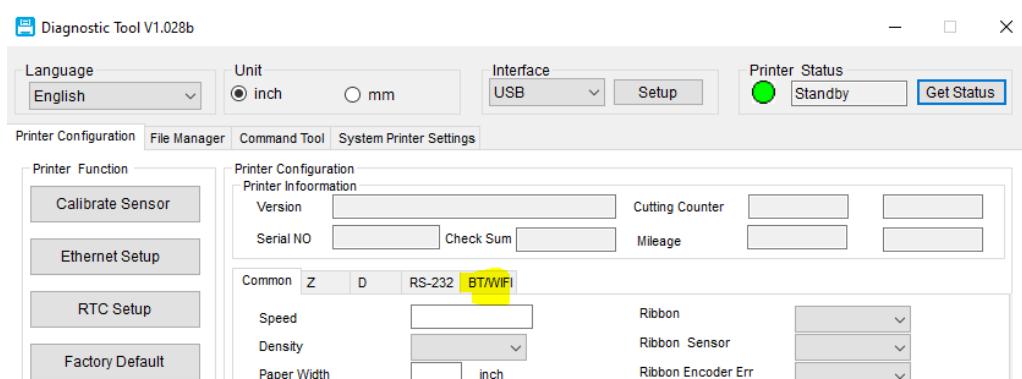 Diagnostic Tool V1.028b
Language Unit Interface Printer Status
English inch mm USB Setup Standby Get Status
Printer Configuration File Manager Command Tool System Printer Settings
Printer Function Printer Configuration
Printer Infoormation
Calibrate Sensor Version Cutting Counter
Serial NO Check Sum Mileage
Ethernet Setup
Common Z D RS-232 BT/WIFI
RTC Setup Speed Ribbon
Density Ribbon Sensor
Factory Default Paper Width inch Ribbon Encoder Err